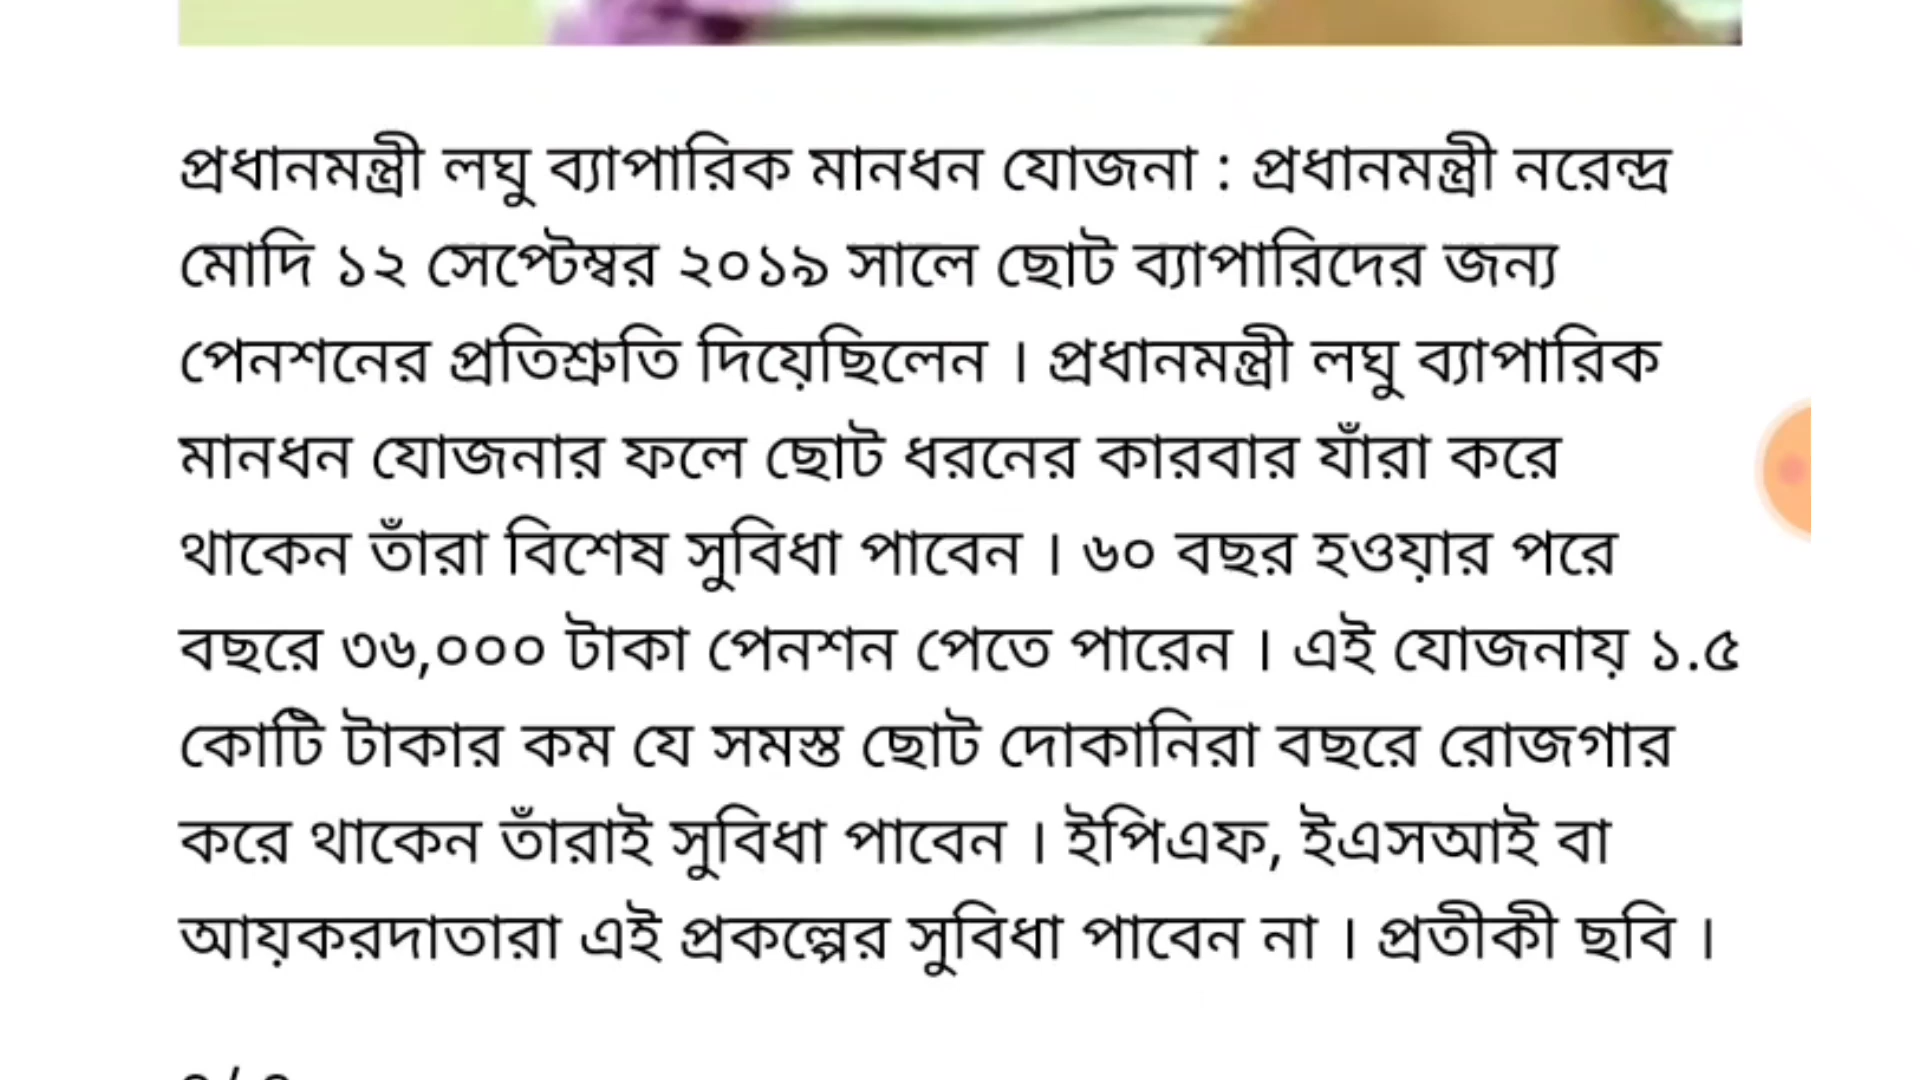 প্রধানমন্ত্রী লঘু ব্যাপারিক মানধন যোজনা : প্রধানমন্ত্রী নরেন্দ্র
মোদি ১২ সেপ্টেম্বর ২০১৯ সালে ছোট ব্যাপারিদের জন্য
পেনশনের প্রতিশ্রুতি দিয়েছিলেন । প্রধানমন্ত্রী লঘু ব্যাপারিক
মানধন যোজনার ফলে ছোট ধরনের কারবার যাঁরা করে
থাকেন তাঁরা বিশেষ সুবিধা পাবেন । ৬০ বছর হওয়ার পরে
বছরে ৩৬,০০০ টাকা পেনশন পেতে পারেন । এই যোজনায় ১.৫
কোটি টাকার কম যে সমস্ত ছোট দোকানিরা বছরে রোজগার
করে থাকেন তাঁরাই সুবিধা পাবেন । ইপিএফ, ইএসআই বা
আয়করদাতারা এই প্রকল্পের সুবিধা পাবেন না । প্রতীকী ছবি ।